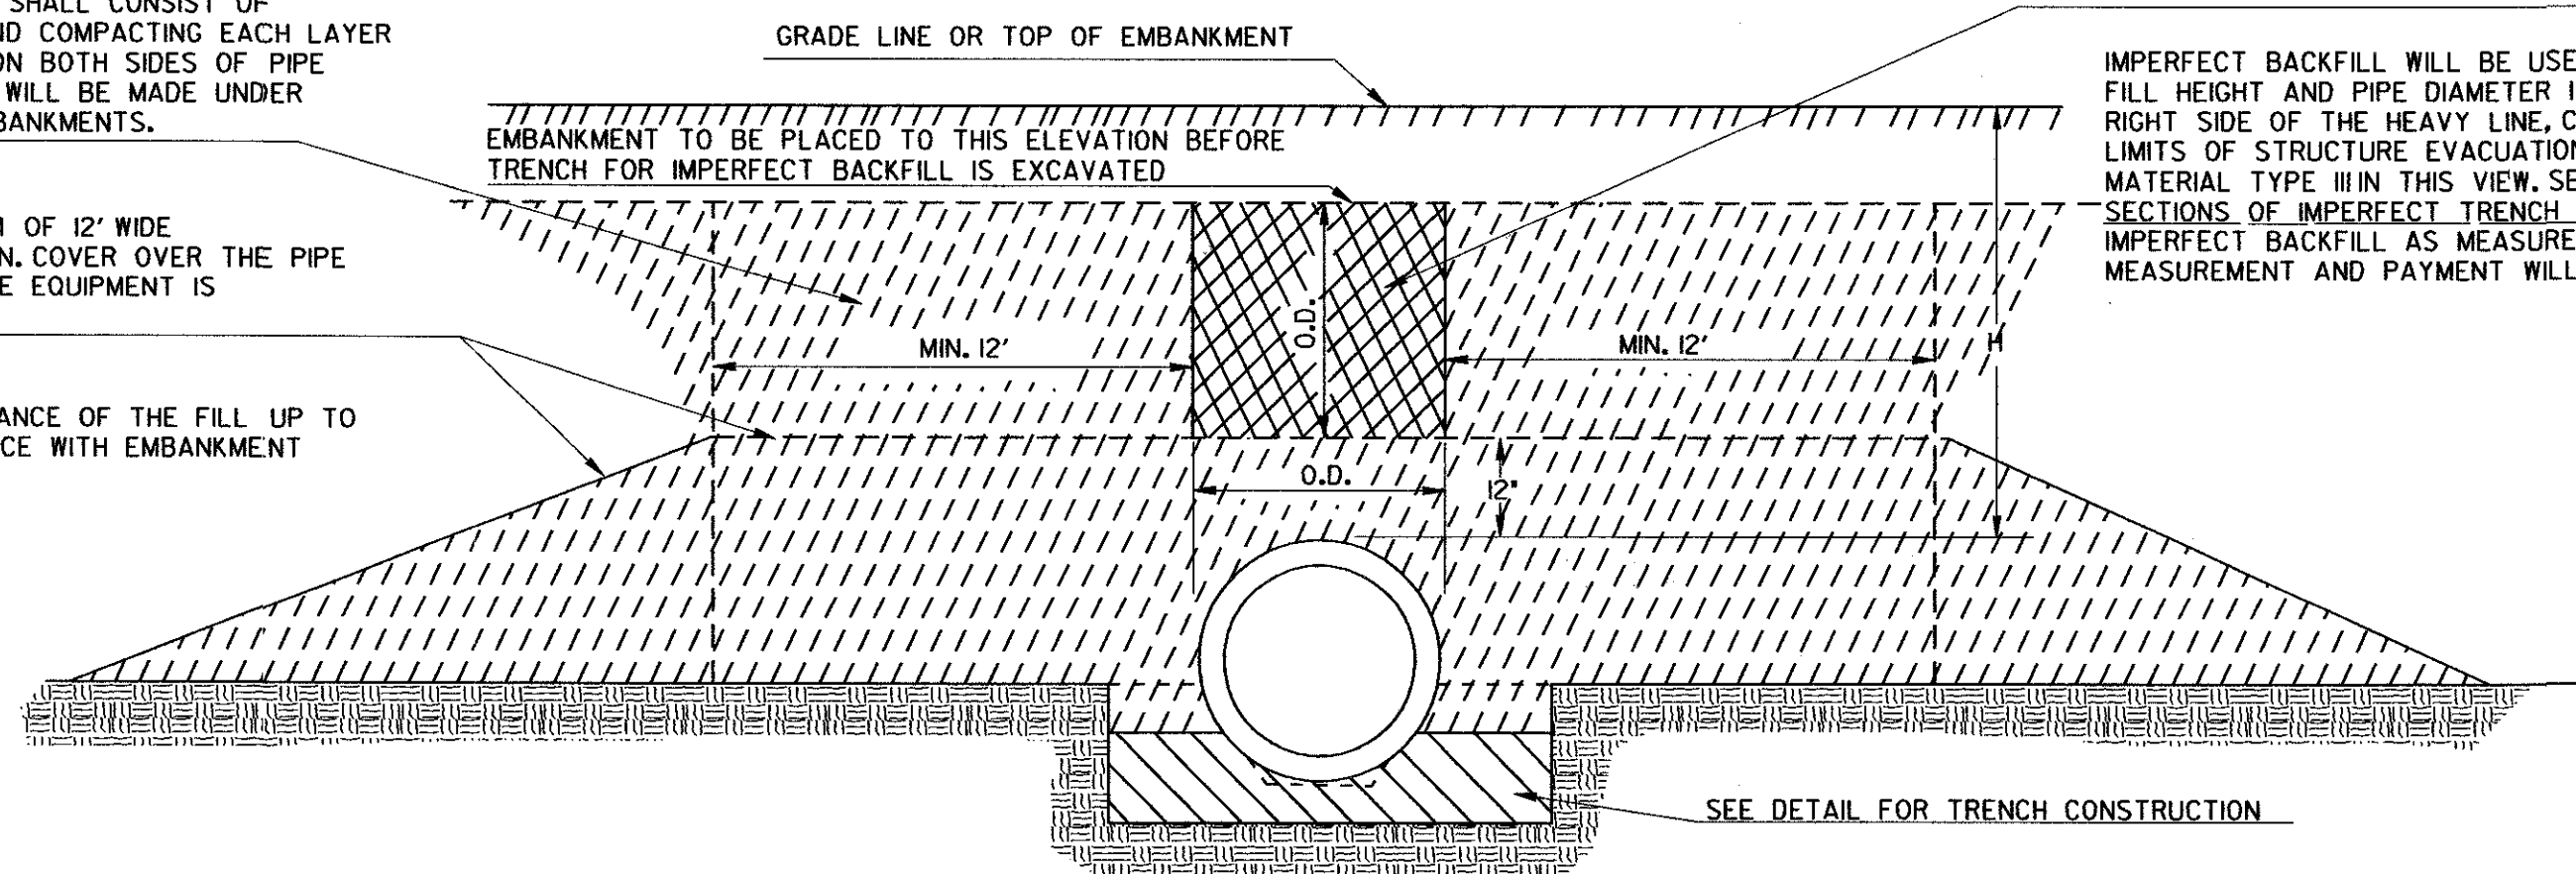 SHALL CONSIST OF
ND COMPACTING EACH LAYER
ON BOTH SIDES OF PIPE
WILL BE MADE UNDER
BANKMENTS.
OF 12' WIDE
N. COVER OVER THE PIPE
E EQUIPMENT IS
ANCE OF THE FILL UP TO
CE WITH EMBANKMENT
GRADE LINE OR TOP OF EMBANKMENT
EMBANKMENT TO BE PLACED TO THIS ELEVATION BEFORE
TRENCH FOR IMPERFECT BACKFILL IS EXCAVATED
IMPERFECT BACKFILL WILL BE USE
FILL HEIGHT AND PIPE DIAMETER I
RIGHT SIDE OF THE HEAVY LINE, C
LIMITS OF STRUCTURE EVACUATION
MATERIAL TYPE III IN THIS VIEW. SE
SECTIONS OF IMPERFECT TRENCH
IMPERFECT BACKFILL AS MEASURE
MEASUREMENT AND PAYMENT WILL
MIN. 12'
O.D.
MIN. 12'
H
O.D.
12"
SEE DETAIL FOR TRENCH CONSTRUCTION